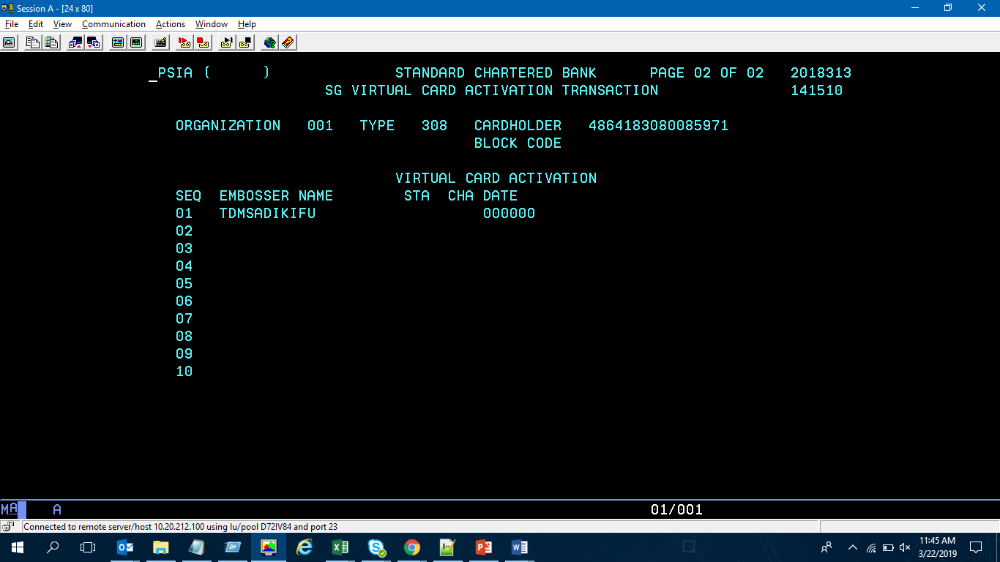 Session A - [24 x 80]
File Edit View Communication Actions Window Help
_PSIA ( ) STANDARD CHARTERED BANK PAGE 02 OF 02 2018313
SG VIRTUAL CARD ACTIVATION TRANSACTION 141510
ORGANIZATION 001 TYPE 308 CARDHOLDER 4864183080085971
BLOCK CODE
VIRTUAL CARD ACTIVATION
SEQ EMBOSSER NAME STA CHA DATE
01 TDMSADIKIFU 000000
02
03
04
05
06
07
08
09
10
MA A 01/001
Connected to remote server/host 10.20.212.100 using lu/pool D72IV84 and port 23
11:45 AM
3/22/2019